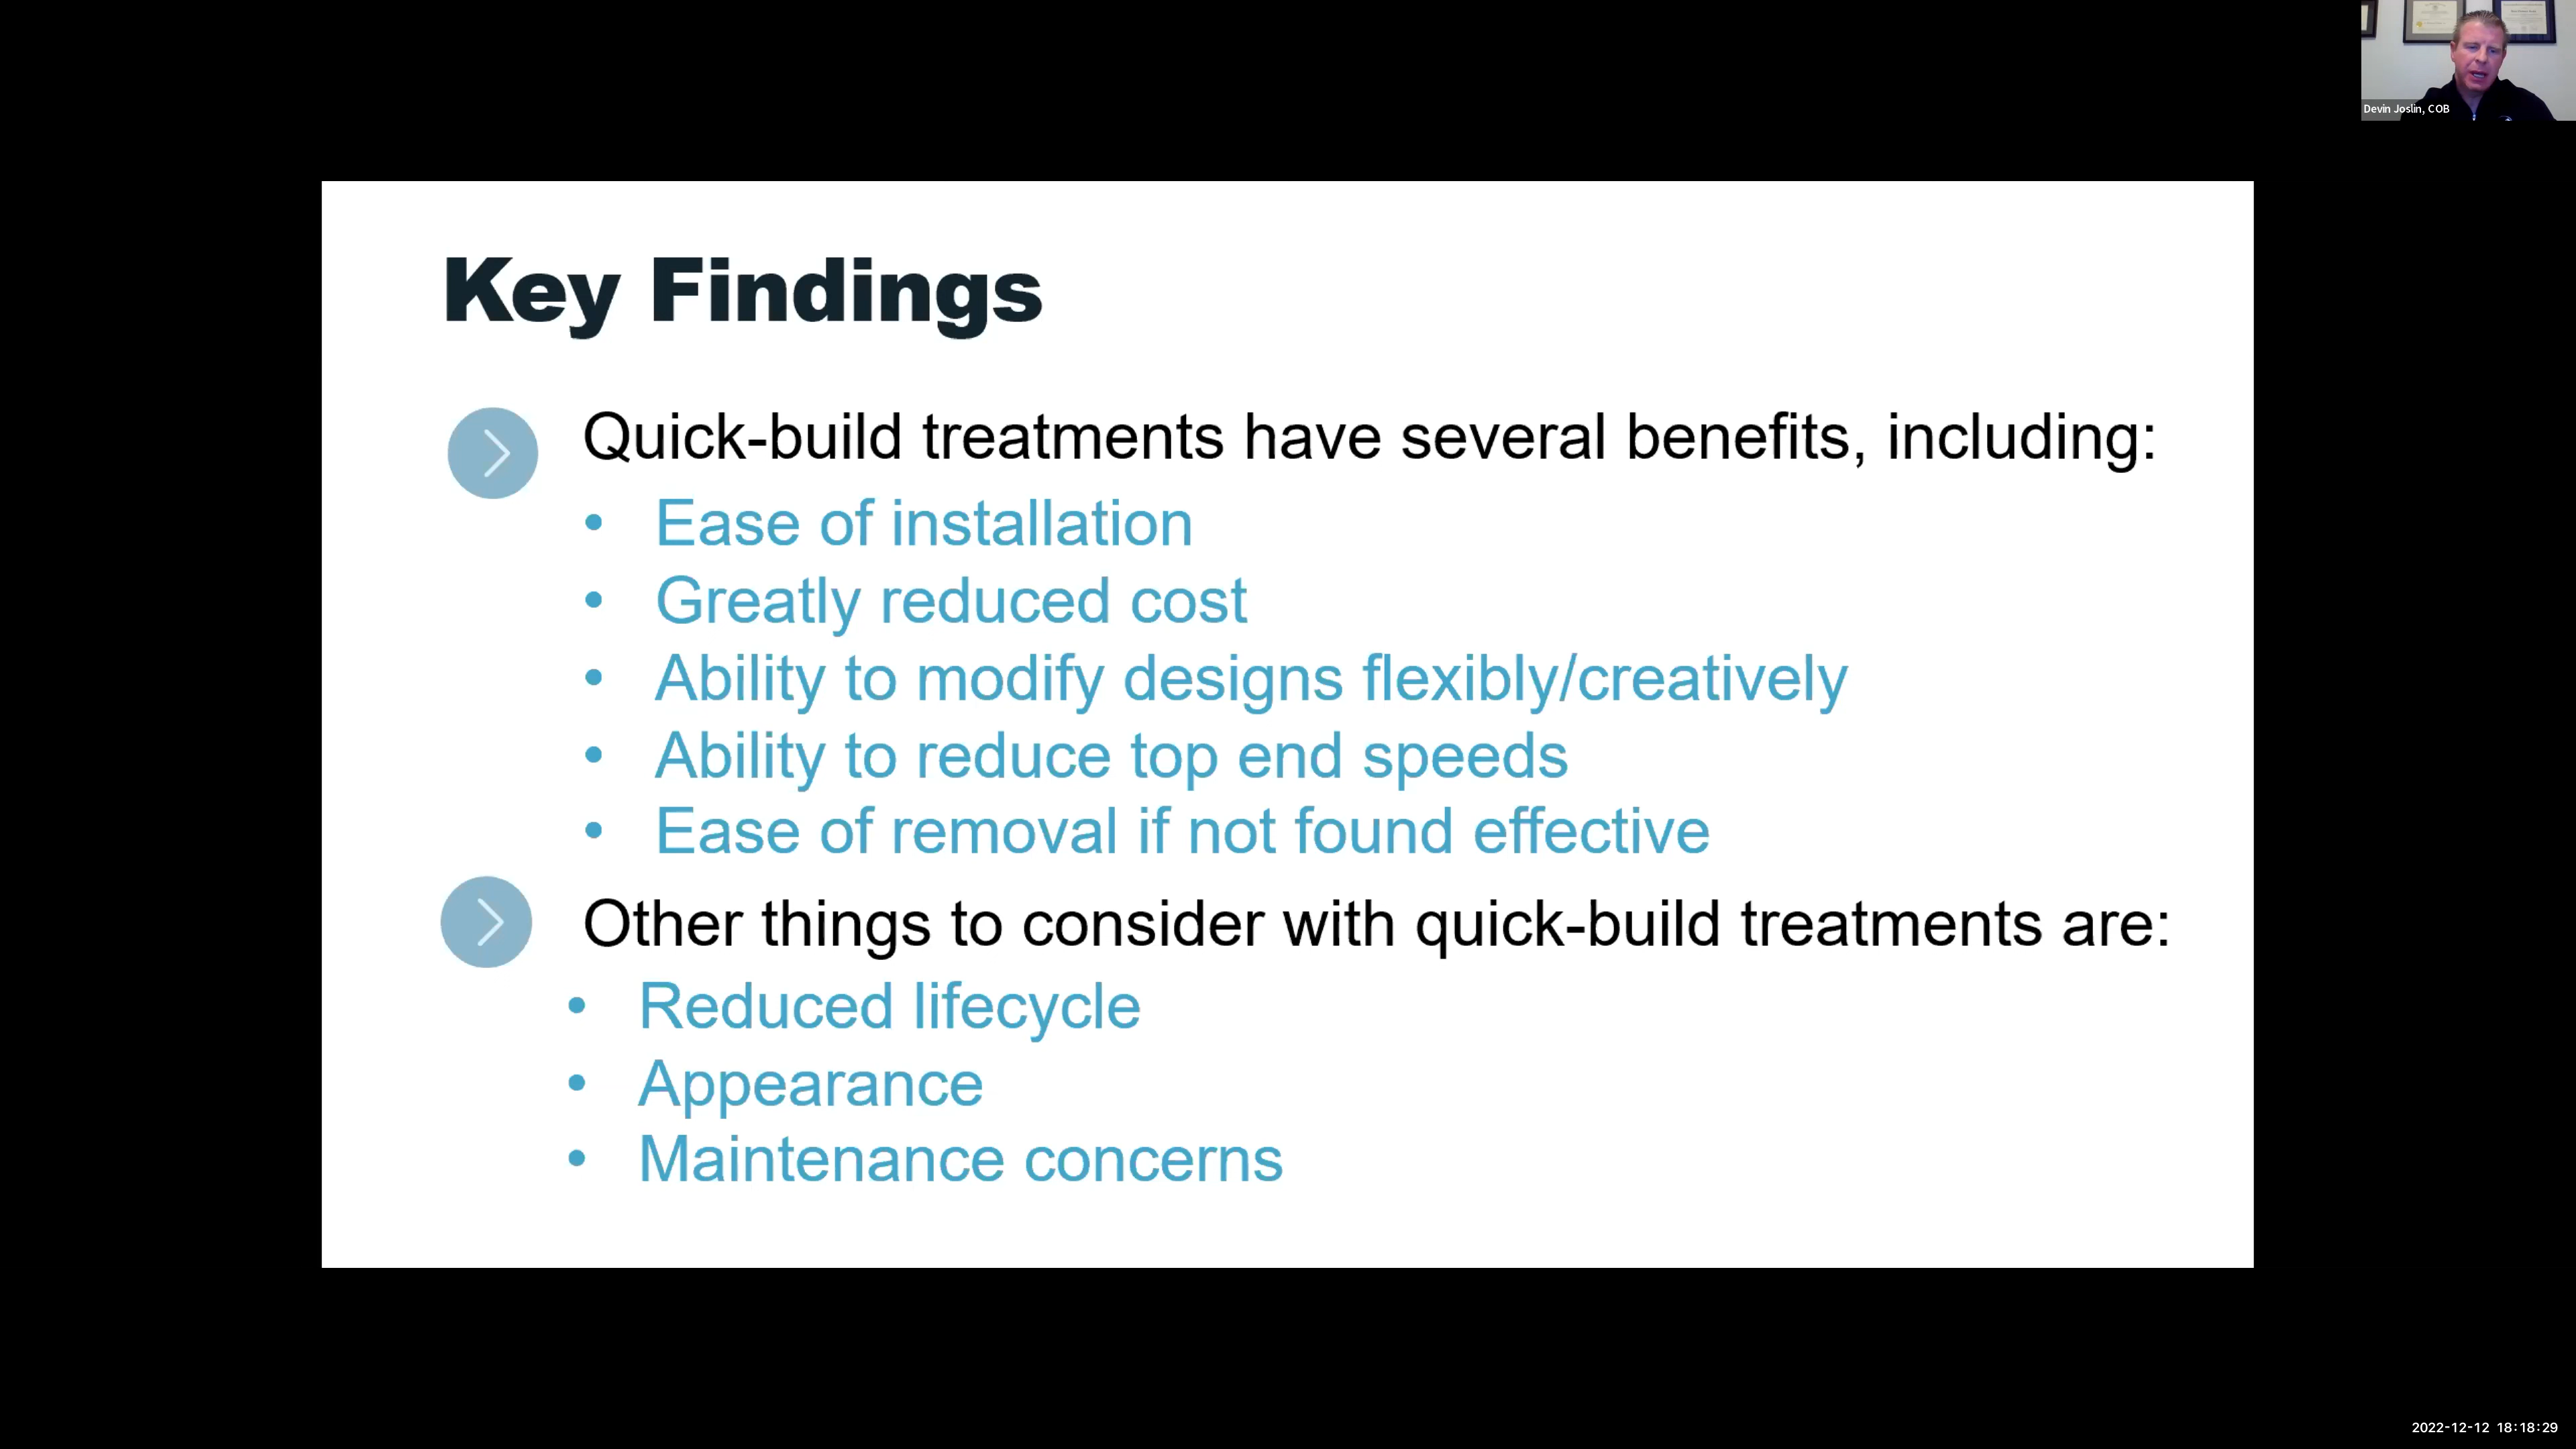 Devin Joslin, COB
Key Findings
Quick-build treatments have several benefits, including:
• Ease of installation
• Greatly reduced cost
• Ability to modify designs flexibly/creatively
• Ability to reduce top end speeds
• Ease of removal if not found effective
Other things to consider with quick-build treatments are:
• Reduced lifecycle
• Appearance
• Maintenance concerns
2022-12-12 18:18:29